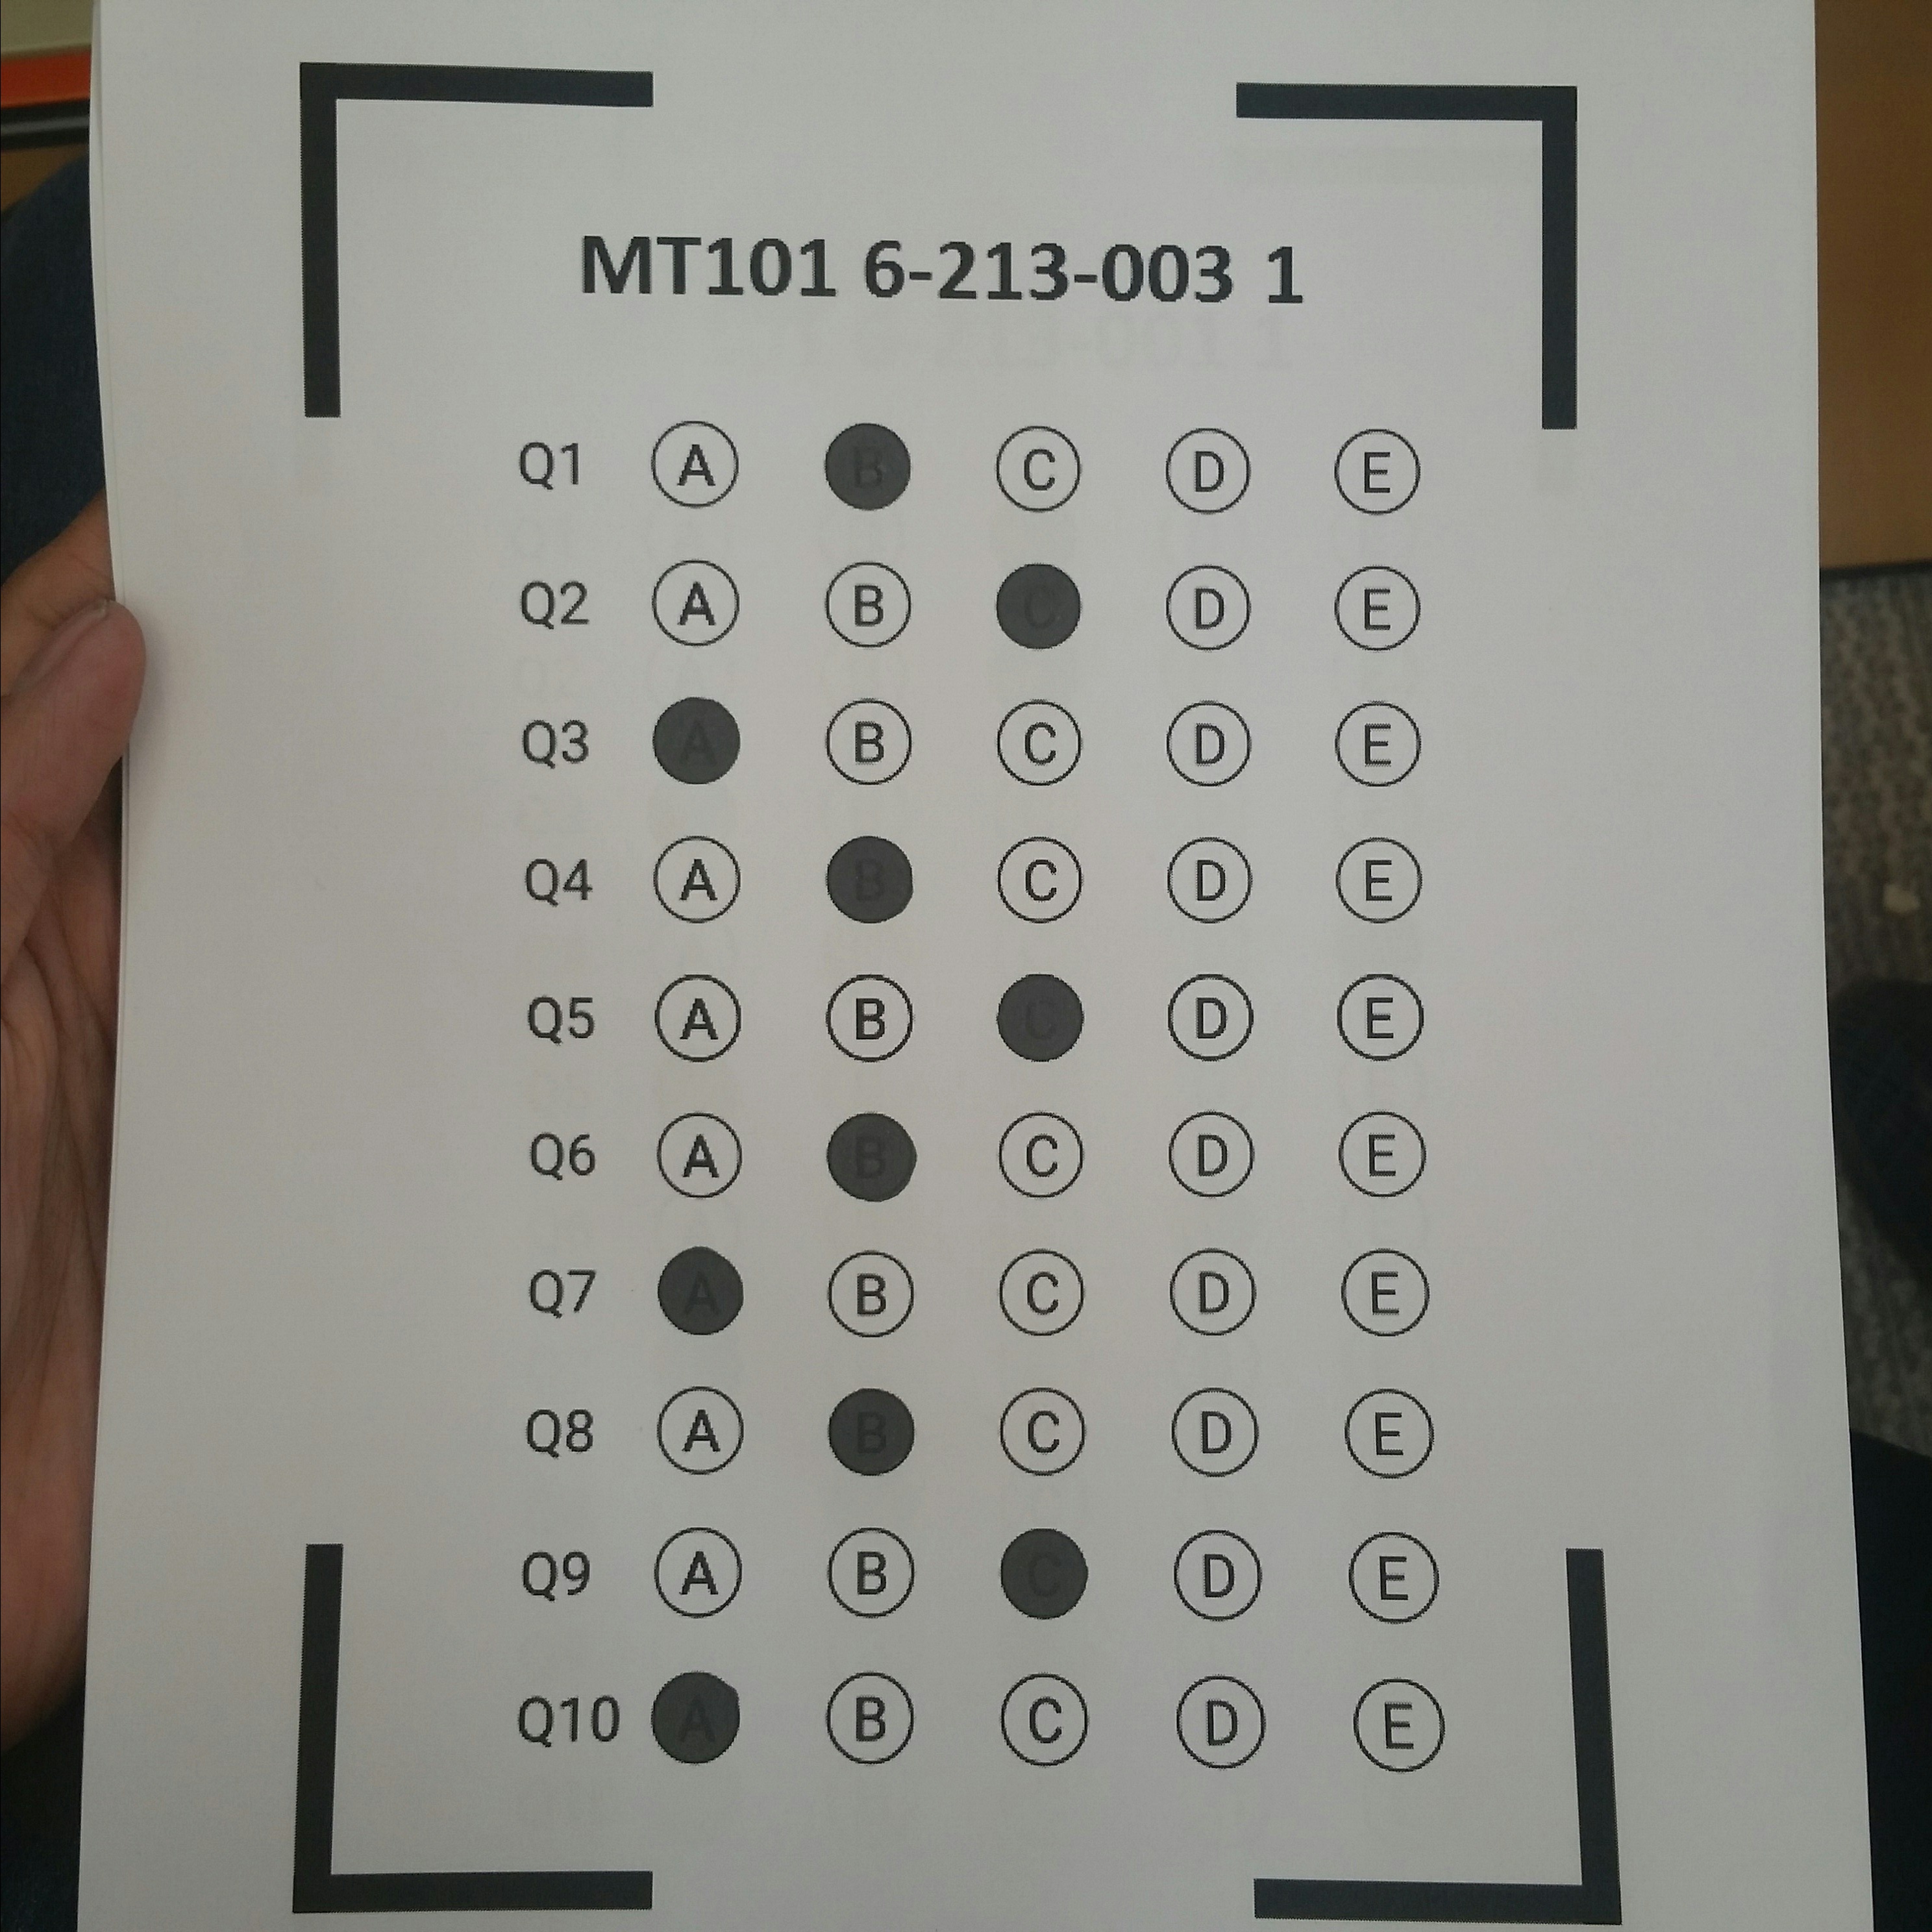 MT101 6-213-003 1
Q1 A B C D E
Q2 A B C D E
Q3 A B C D E
Q4 A B C D E
Q5 A B C D E
Q6 A B C D E
Q7 A B C D E
Q8 A B C D E
Q9 A B C D E
Q10 A B C D E